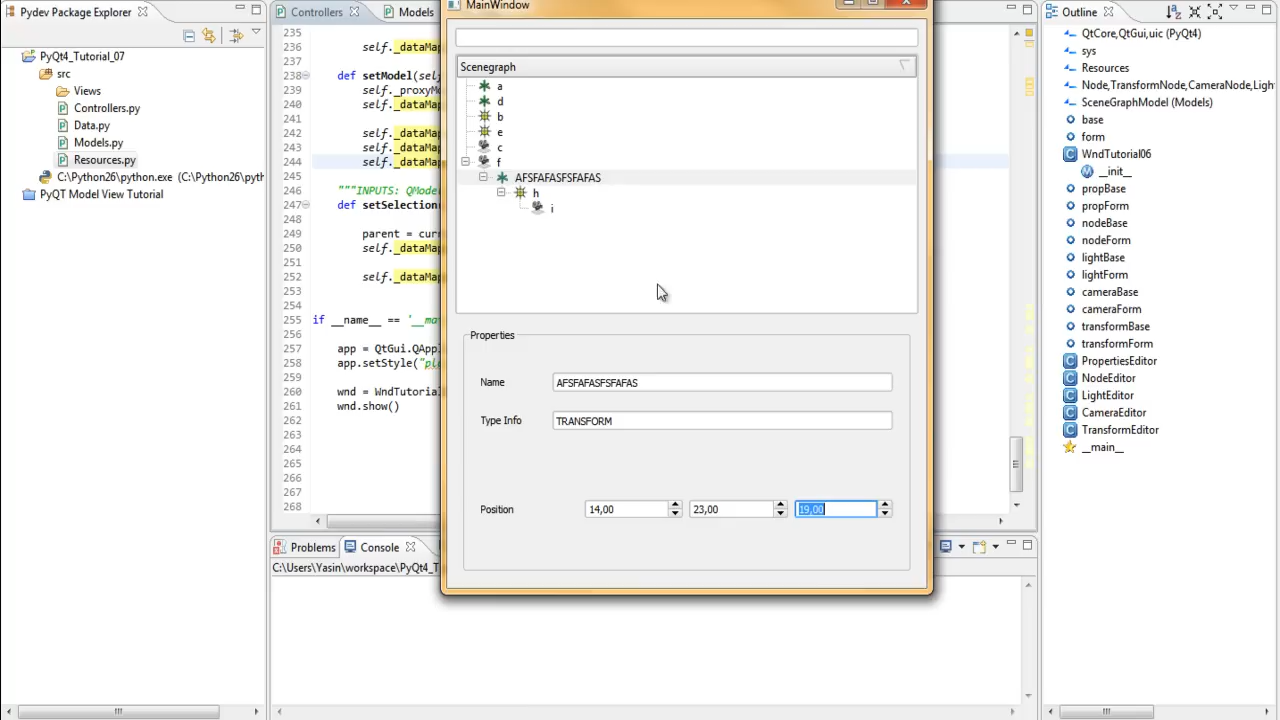 Pydev Package Explorer
PyQt4_Tutorial_07
src
Views
Controllers.py
Data.py
Models.py
Resources.py
C:\Python26\python.exe (C:\Python26\pyth
PyQT Model View Tutorial
Controllers
Models
235
236 self._dataMa
237
238 def setModel(self
239 self._proxyMo
240 self._dataMap
241
242 self._dataMap
243 self._dataMap
244 self._dataMap
245
246 """INPUTS: QModel
247 def setSelection(
248
249 parent = curr
250 self._dataMap
251
252 self._dataMap
253
254
255 if __name__ == '__ma
256
257 app = QtGui.QAppl
258 app.setStyle("pla
259
260 wnd = WndTutorial
261 wnd.show()
262
263
264
265
266
267
268
MainWindow
Scenegraph
a
d
b
e
c
f
AFSFAFASFSFAFAS
h
i
Properties
Name AFSFAFASFSFAFAS
Type Info TRANSFORM
Position 14,00 23,00 19,00
Problems Console
C:\Users\Yasin\workspace\PyQt4_T
Outline
QtCore,QtGui,uic (PyQt4)
sys
Resources
Node,TransformNode,CameraNode,Ligh
SceneGraphModel (Models)
base
form
WndTutorial06
__init__
propBase
propForm
nodeBase
nodeForm
lightBase
lightForm
cameraBase
cameraForm
transformBase
transformForm
PropertiesEditor
NodeEditor
LightEditor
CameraEditor
TransformEditor
__main__